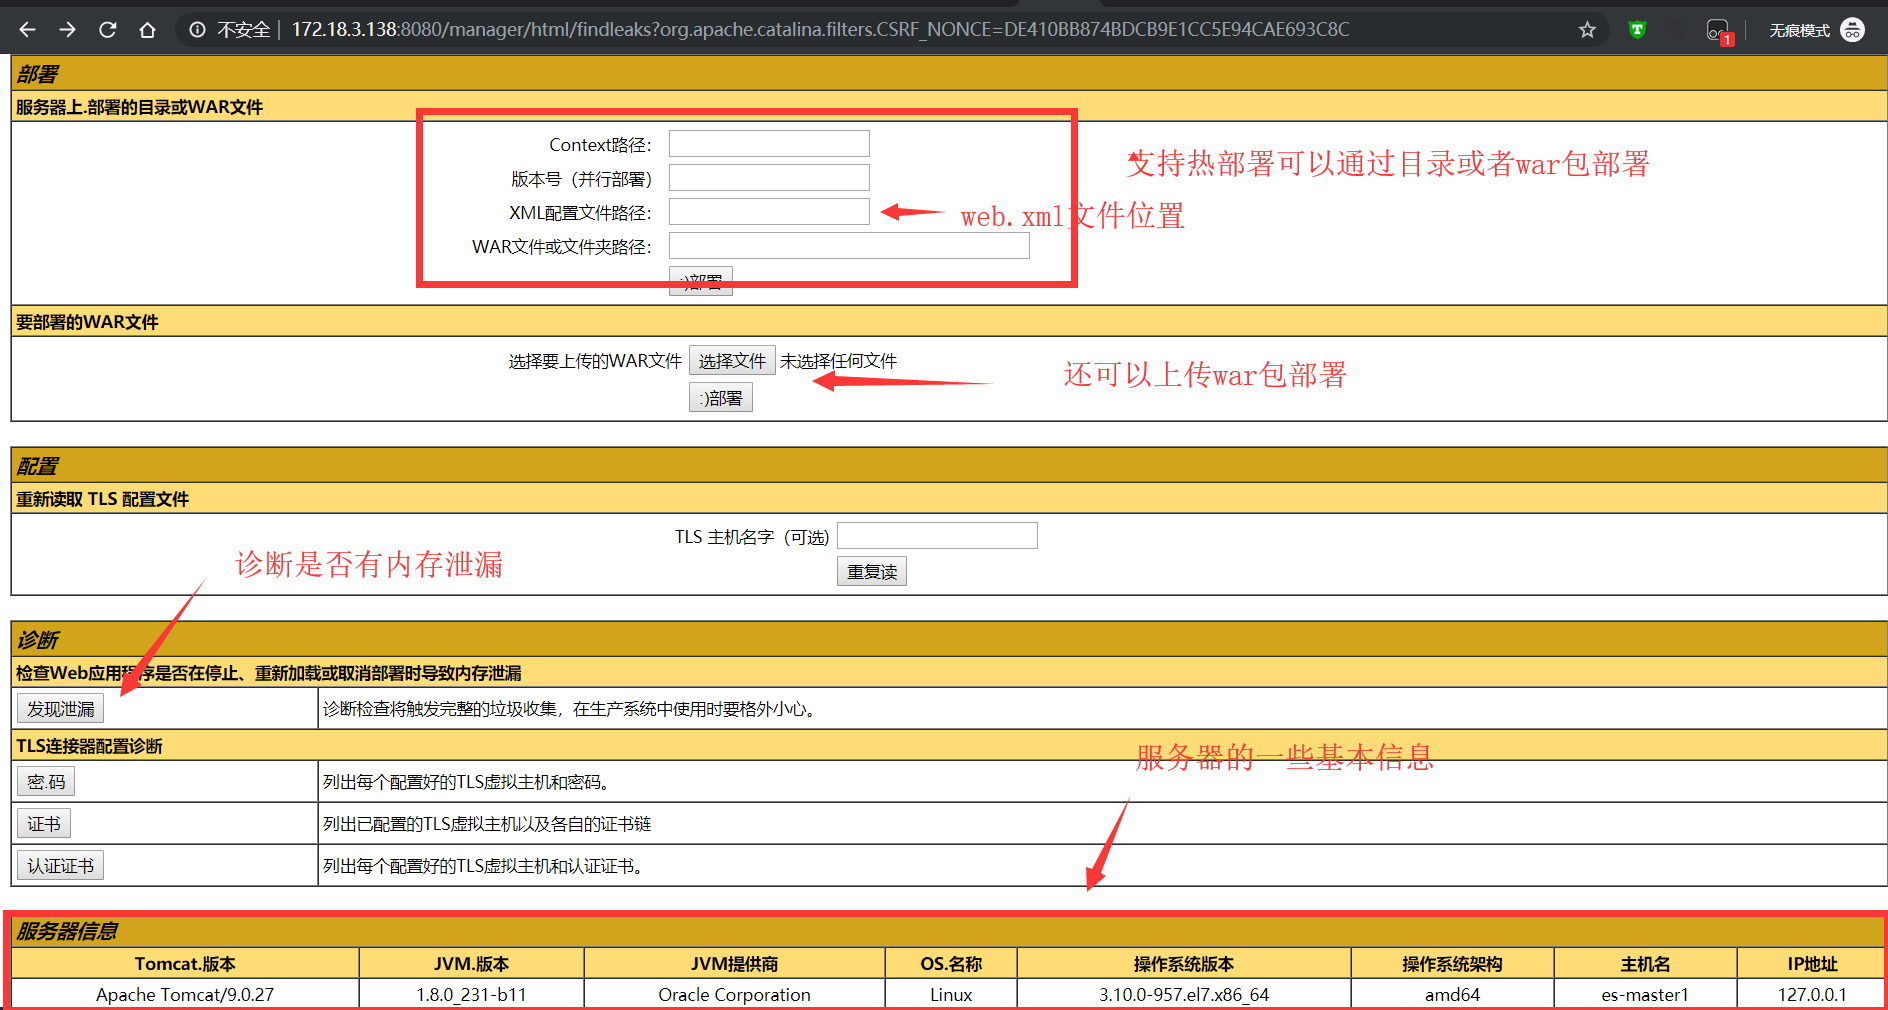 不安全 | 172.18.3.138:8080/manager/html/findleaks?org.apache.catalina.filters.CSRF_NONCE=DE410BB874BDCB9E1CC5E94CAE693C8C
1
无痕模式
部署
服务器上.部署的目录或WAR文件
Context路径：
版本号（并行部署）
支持热部署可以通过目录或者war包部署
XML配置文件路径：
web.xml文件位置
WAR文件或文件夹路径：
:)部署
要部署的WAR文件
选择要上传的WAR文件 选择文件 未选择任何文件
还可以上传war包部署
:)部署
配置
重新读取 TLS 配置文件
TLS 主机名字（可选）
诊断是否有内存泄漏
重复读
诊断
检查Web应用程序是否在停止、重新加载或取消部署时导致内存泄漏
发现泄漏 诊断检查将触发完整的垃圾收集，在生产系统中使用时要格外小心。
TLS连接器配置诊断
服务器的一些基本信息
密.码 列出每个配置好的TLS虚拟主机和密码。
证书 列出已配置的TLS虚拟主机以及各自的证书链
认证证书 列出每个配置好的TLS虚拟主机和认证证书。
服务器信息
Tomcat.版本 JVM.版本 JVM提供商 OS.名称 操作系统版本 操作系统架构 主机名 IP地址
Apache Tomcat/9.0.27 1.8.0_231-b11 Oracle Corporation Linux 3.10.0-957.el7.x86_64 amd64 es-master1 127.0.0.1